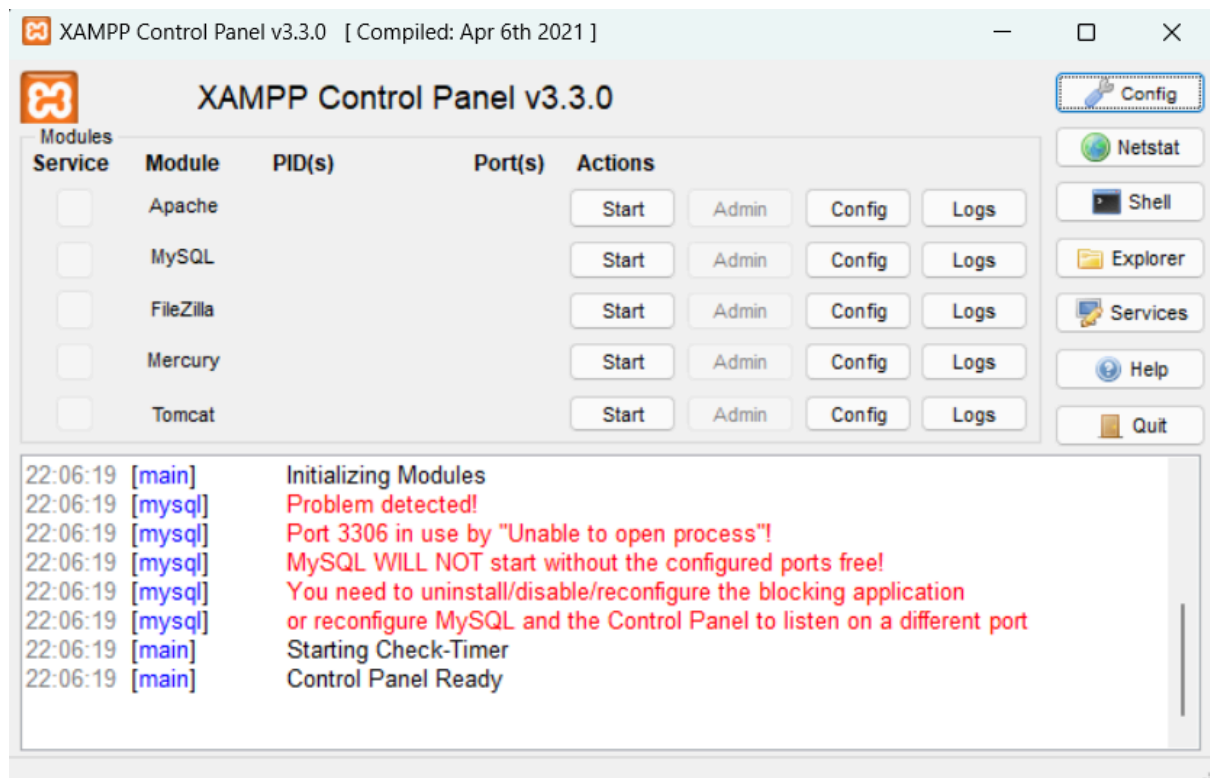 XAMPP Control Panel v3.3.0 [ Compiled: Apr 6th 2021 ]
XAMPP Control Panel v3.3.0
Config
Modules
Service Module PID(s) Port(s) Actions
Netstat
Apache Start Admin Config Logs
Shell
MySQL Start Admin Config Logs
Explorer
FileZilla Start Admin Config Logs
Services
Mercury Start Admin Config Logs
Help
Tomcat Start Admin Config Logs
Quit
22:06:19 [main] Initializing Modules
22:06:19 [mysql] Problem detected!
22:06:19 [mysql] Port 3306 in use by "Unable to open process"!
22:06:19 [mysql] MySQL WILL NOT start without the configured ports free!
22:06:19 [mysql] You need to uninstall/disable/reconfigure the blocking application
22:06:19 [mysql] or reconfigure MySQL and the Control Panel to listen on a different port
22:06:19 [main] Starting Check-Timer
22:06:19 [main] Control Panel Ready